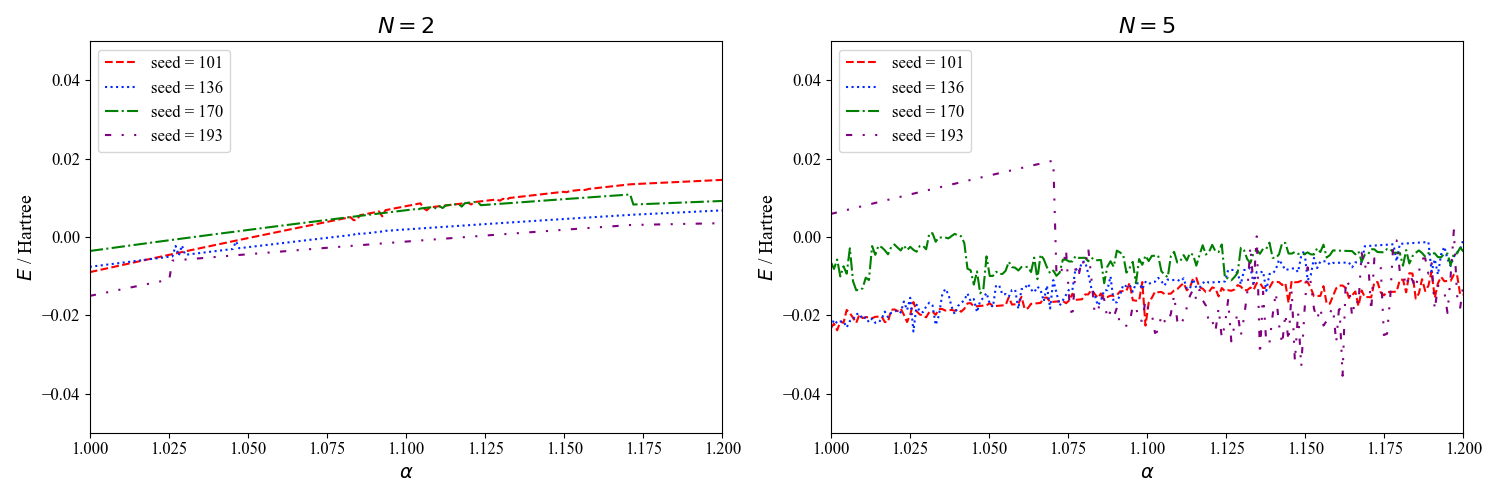 N = 2
seed = 101
seed = 136
seed = 170
seed = 193
0.04
0.02
0.00
−0.02
−0.04
E / Hartree
1.000
1.025
1.050
1.075
1.100
1.125
1.150
1.175
1.200
α
N = 5
seed = 101
seed = 136
seed = 170
seed = 193
0.04
0.02
0.00
−0.02
−0.04
E / Hartree
1.000
1.025
1.050
1.075
1.100
1.125
1.150
1.175
1.200
α